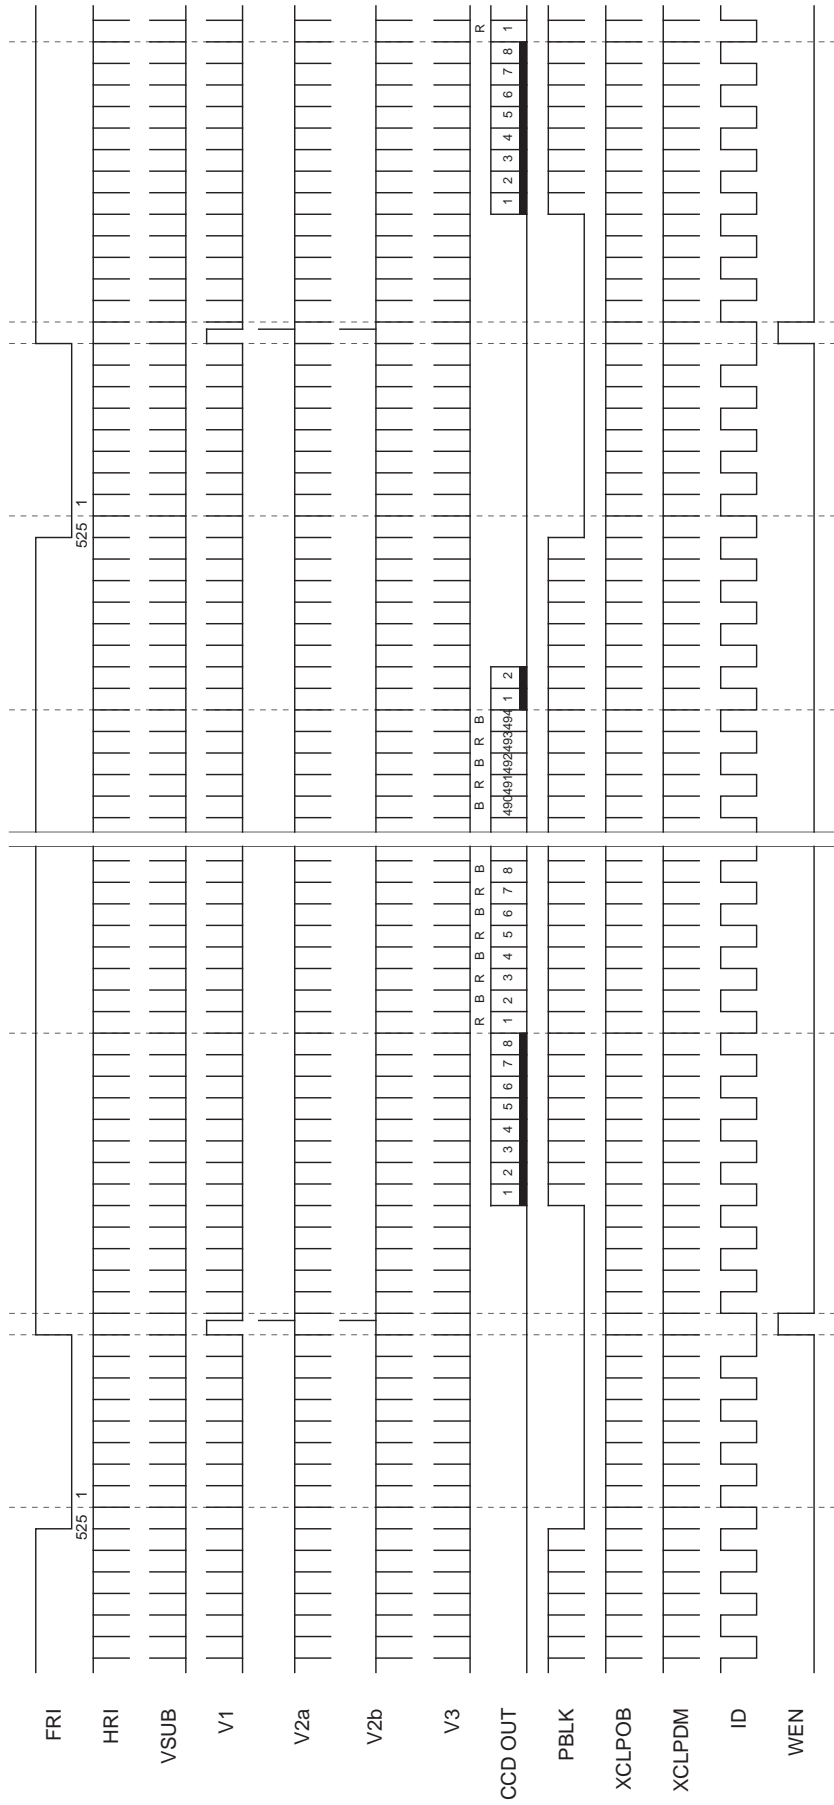 FRI
525 1
525 1
HRI
VSUB
V1
V2a
V2b
V3
R B R B R B R B
B R B R B
R
CCD OUT
1 2 3 4 5 6 7 8
1 2 3 4 5 6 7 8
490 491 492 493 494
1 2
1 2 3 4 5 6 7 8
1
PBLK
XCLPOB
XCLPDM
ID
WEN